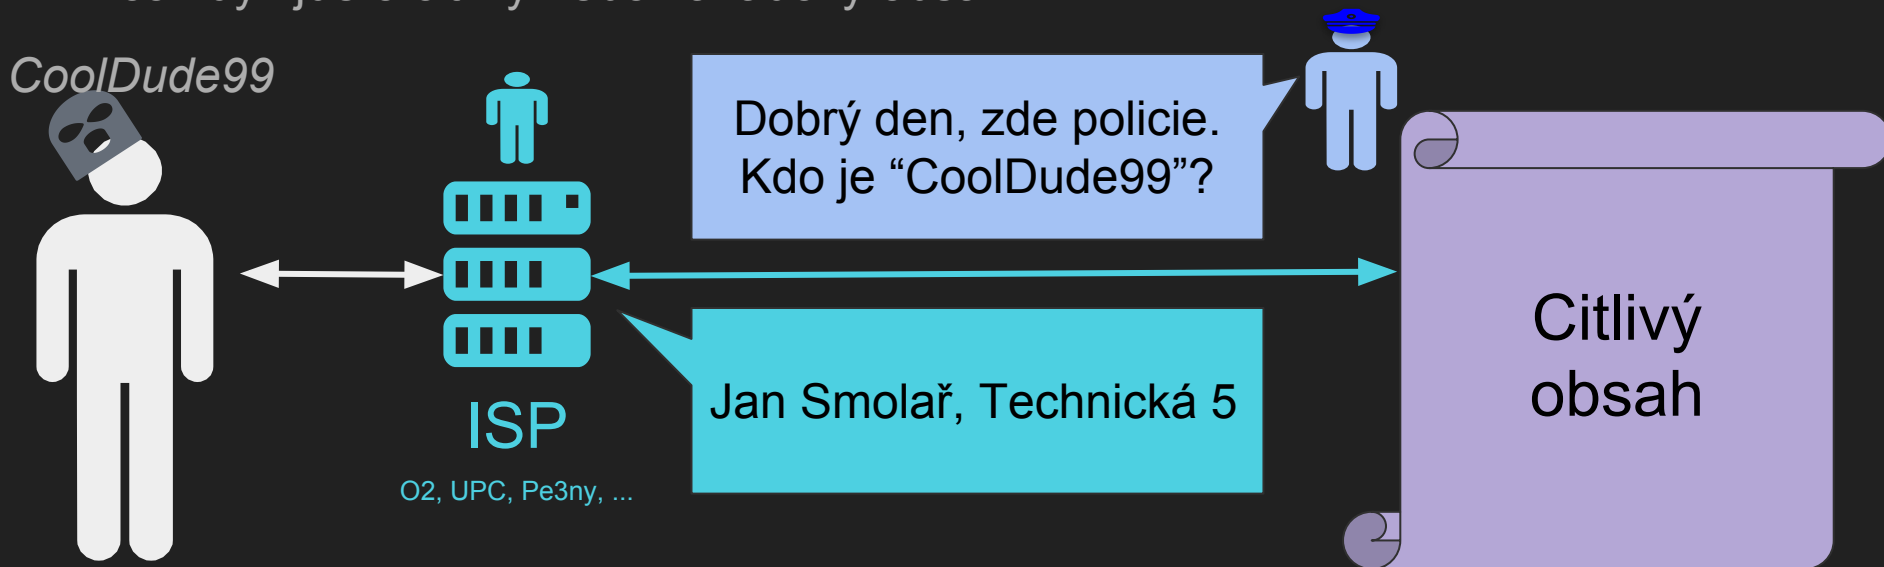 CoolDude99
Dobrý den, zde policie.
Kdo je “CoolDude99”?
Jan Smolař, Technická 5
ISP
O2, UPC, Pe3ny, ...
Citlivý
obsah